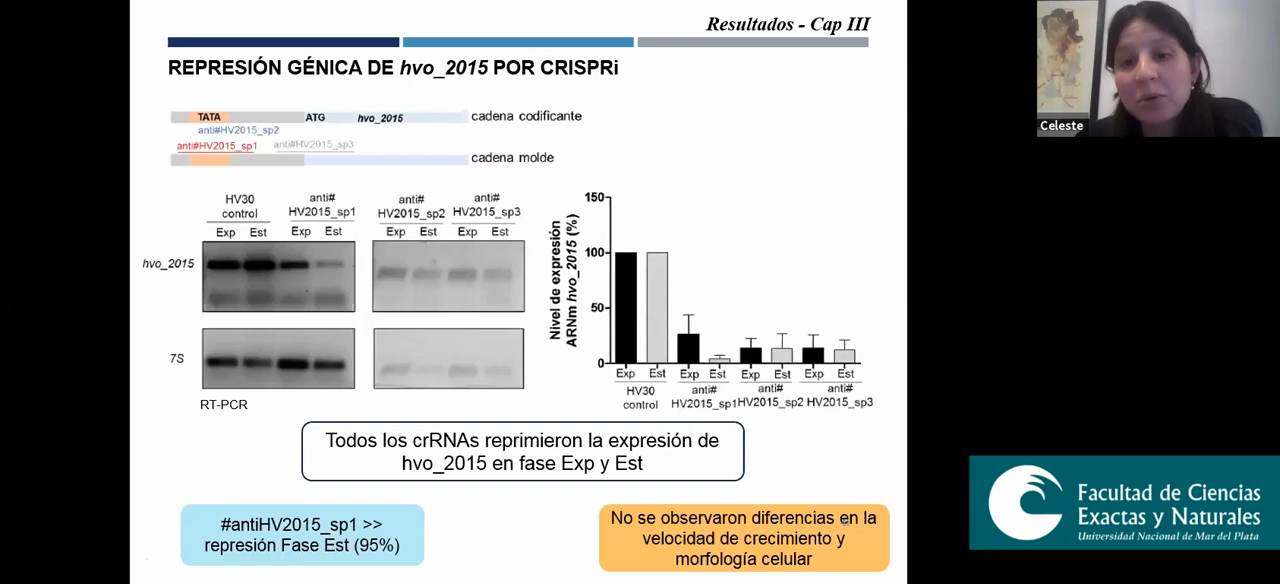 Resultados - Cap III
REPRESIÓN GÉNICA DE hvo_2015 POR CRISPRi
TATA ATG hvo_2015 cadena codificante
anti#HV2015_sp2
anti#HV2015_sp1 anti#HV2015_sp3
cadena molde
HV30 control
anti# HV2015_sp1
anti# HV2015_sp2
anti# HV2015_sp3
Exp Est Exp Est Exp Est Exp Est
hvo_2015
7S
RT-PCR
Nivel de expresión
ARNm hvo_2015 (%)
150
100
50
0
Exp Est Exp Est Exp Est Exp Est
HV30 control
anti# HV2015_sp1
anti# HV2015_sp2
anti# HV2015_sp3
Todos los crRNAs reprimieron la expresión de
hvo_2015 en fase Exp y Est
#antiHV2015_sp1 >>
represión Fase Est (95%)
No se observaron diferencias en la
velocidad de crecimiento y
morfología celular
Celeste
Facultad de Ciencias
Exactas y Naturales
Universidad Nacional de Mar del Plata